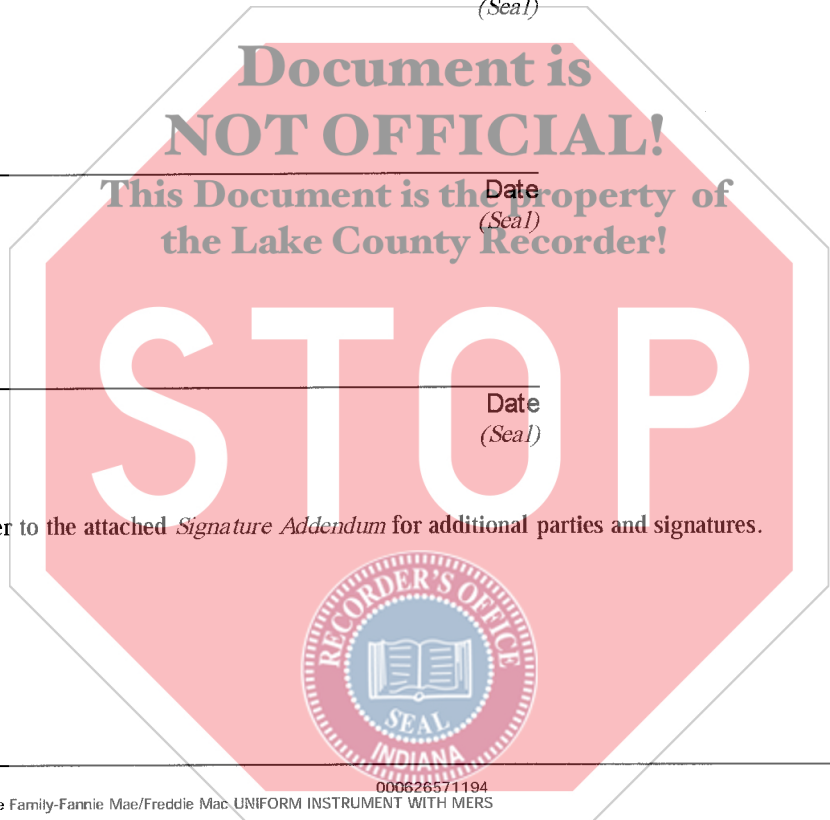 (Seal)
Document is
NOT OFFICIAL!
This Document is the property of
Date
(Seal)
the Lake County Recorder!
STOP
Date
(Seal)
er to the attached Signature Addendum for additional parties and signatures.
RECORDER'S OFFICE
SEAL
INDIANA
000626571194
e Family-Fannie Mae/Freddie Mac UNIFORM INSTRUMENT WITH MERS